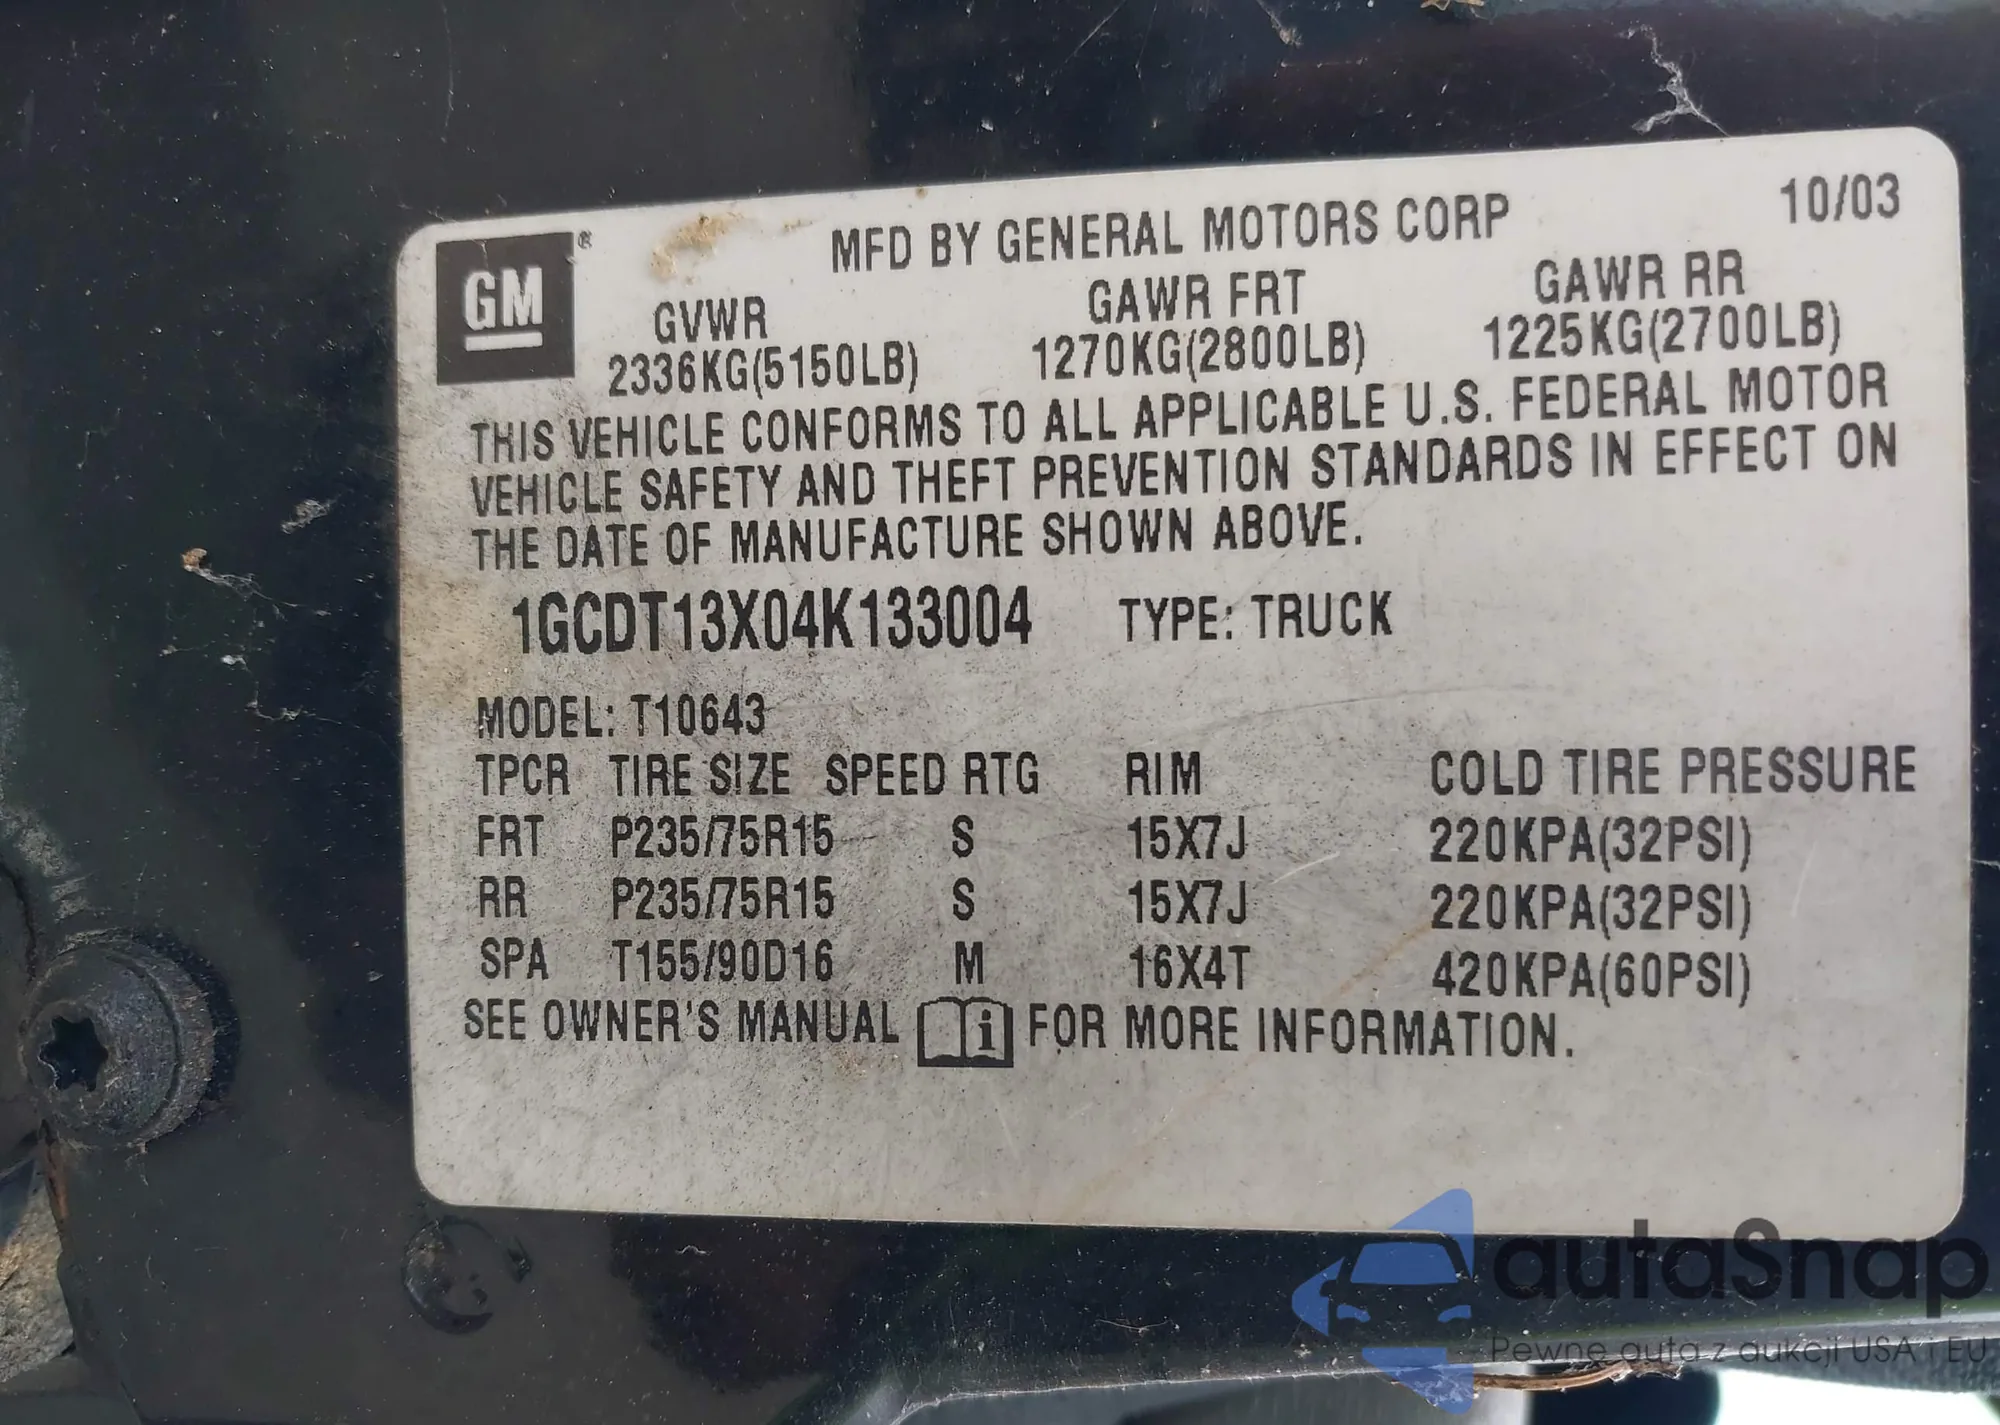 MFD BY GENERAL MOTORS CORP 10/03
GM®
GVWR GAWR FRT GAWR RR
2336KG(5150LB) 1270KG(2800LB) 1225KG(2700LB)
THIS VEHICLE CONFORMS TO ALL APPLICABLE U.S. FEDERAL MOTOR
VEHICLE SAFETY AND THEFT PREVENTION STANDARDS IN EFFECT ON
THE DATE OF MANUFACTURE SHOWN ABOVE.
1GCDT13X04K133004 TYPE: TRUCK
MODEL: T10643
TPCR TIRE SIZE SPEED RTG RIM COLD TIRE PRESSURE
FRT P235/75R15 S 15X7J 220KPA(32PSI)
RR P235/75R15 S 15X7J 220KPA(32PSI)
SPA T155/90D16 M 16X4T 420KPA(60PSI)
SEE OWNER'S MANUAL i FOR MORE INFORMATION.
autaSnap
Pewne auta z aukcji USA i EU